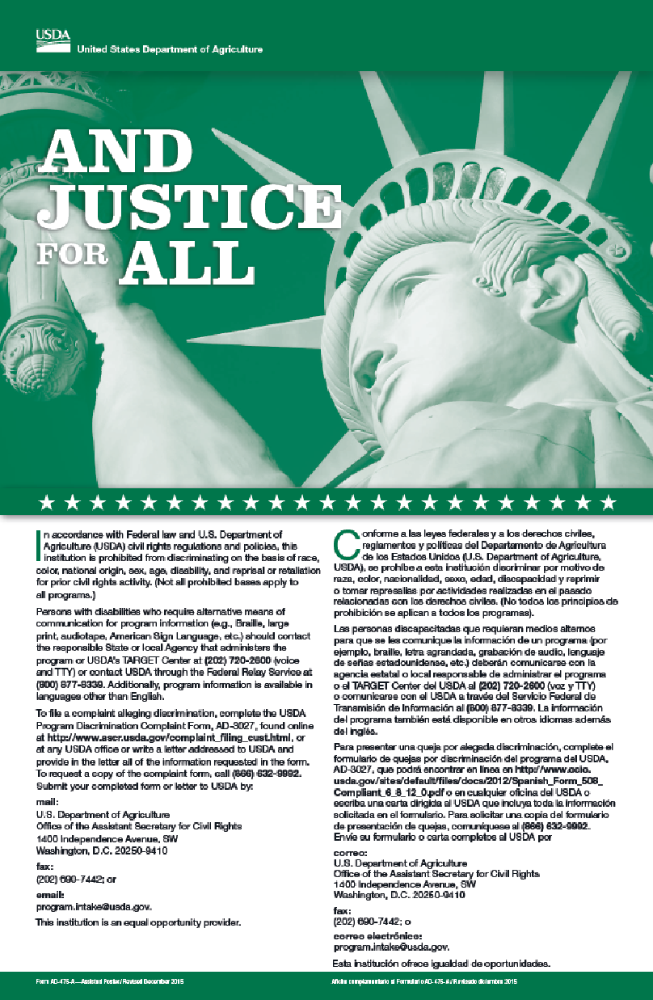 USDA
United States Department of Agriculture
AND
JUSTICE
FOR ALL
In accordance with Federal law and U.S. Department of
Agriculture (USDA) civil rights regulations and policies, this
institution is prohibited from discriminating on the basis of race,
color, national origin, sex, age, disability, and reprisal or retaliation
for prior civil rights activity. (Not all prohibited bases apply to
all programs.)
Persons with disabilities who require alternative means of
communication for program information (e.g., Braille, large
print, audiotape, American Sign Language, etc.) should contact
the responsible State or local Agency that administers the
program or USDA's TARGET Center at (202) 720-2600 (voice
and TTY) or contact USDA through the Federal Relay Service at
(800) 877-8339. Additionally, program information is available in
languages other than English.
To file a complaint alleging discrimination, complete the USDA
Program Discrimination Complaint Form, AD-3027, found online
at http://www.ascr.usda.gov/complaint_filing_cust.html, or
at any USDA office or write a letter addressed to USDA and
provide in the letter all of the information requested in the form.
To request a copy of the complaint form, call (866) 632-9992.
Submit your completed form or letter to USDA by:
mail:
U.S. Department of Agriculture
Office of the Assistant Secretary for Civil Rights
1400 Independence Avenue, SW
Washington, D.C. 20250-9410
fax:
(202) 690-7442; or
email:
program.intake@usda.gov.
This institution is an equal opportunity provider.
Conforme a las leyes federales y a los derechos civiles,
reglamentos y políticas del Departamento de Agricultura
de los Estados Unidos (U.S. Department of Agriculture,
USDA), se prohíbe a esta institución discriminar por motivo de
raza, color, nacionalidad, sexo, edad, discapacidad y reprimir
o tomar represalias por actividades realizadas en el pasado
relacionadas con los derechos civiles. (No todos los principios de
prohibición se aplican a todos los programas).
Las personas discapacitadas que requieran medios alternos
para que se les comunique la información de un programa (por
ejemplo, braille, letra agrandada, grabación de audio, lenguaje
de señas estadounidense, etc.) deberán comunicarse con la
agencia estatal o local responsable de administrar el programa
o el TARGET Center del USDA al (202) 720-2600 (voz y TTY)
o comunicarse con el USDA a través del Servicio Federal de
Transmisión de Información al (800) 877-8339. La información
del programa también está disponible en otros idiomas además
del inglés.
Para presentar una queja por alegada discriminación, complete el
formulario de quejas por discriminación del programa del USDA,
AD-3027, que podrá encontrar en línea en http://www.ocio.
usda.gov/sites/default/files/docs/2012/Spanish_Form_508_
Compliant_6_8_12_0.pdf o en cualquier oficina del USDA o
escriba una carta dirigida al USDA que incluya toda la información
solicitada en el formulario. Para solicitar una copia del formulario
de presentación de quejas, comuníquese al (866) 632-9992.
Envíe su formulario o carta completos al USDA por
correo:
U.S. Department of Agriculture
Office of the Assistant Secretary for Civil Rights
1400 Independence Avenue, SW
Washington, D.C. 20250-9410
fax:
(202) 690-7442; o
correo electrónico:
program.intake@usda.gov.
Esta institución ofrece igualdad de oportunidades.
Form AD-475-A—Assisted Poster/Revised December 2015
Afiche complementario al Formulario AD-475-A / Revisado diciembre 2015